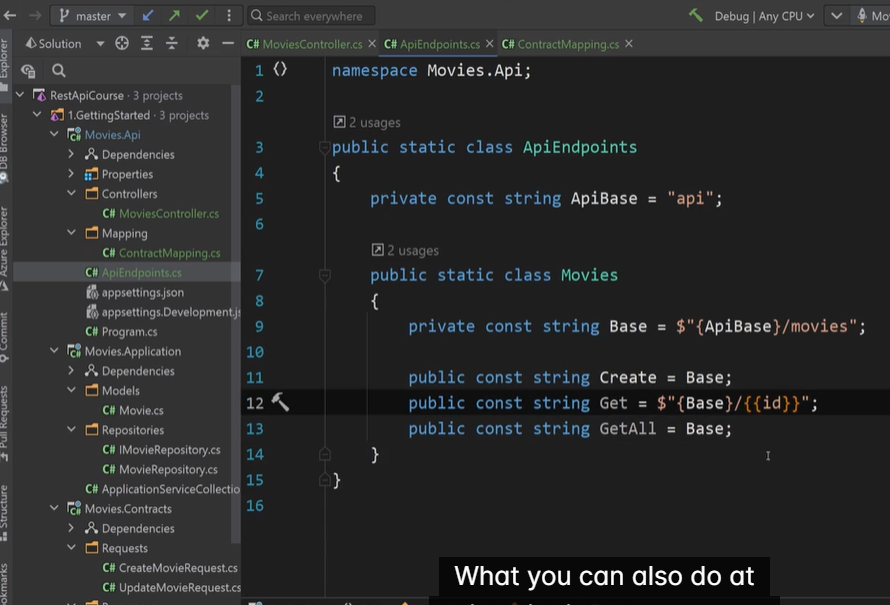 master
Search everywhere
Debug | Any CPU
Solution
MoviesController.cs
ApiEndpoints.cs
ContractMapping.cs
Explorer
DB Browser
Azure Explorer
Commit
Pull Requests
Structure
RestApiCourse · 3 projects
1.GettingStarted · 3 projects
Movies.Api
Dependencies
Properties
Controllers
C# MoviesController.cs
Mapping
C# ContractMapping.cs
C# ApiEndpoints.cs
appsettings.json
appsettings.Development.js
C# Program.cs
Movies.Application
Dependencies
Models
C# Movie.cs
Repositories
C# IMovieRepository.cs
C# MovieRepository.cs
C# ApplicationServiceCollectio
Movies.Contracts
Dependencies
Requests
C# CreateMovieRequest.cs
C# UpdateMovieRequest.cs
1 namespace Movies.Api;
2
2 usages
3 public static class ApiEndpoints
4 {
5 private const string ApiBase = "api";
6
2 usages
7 public static class Movies
8 {
9 private const string Base = $"{ApiBase}/movies";
10
11 public const string Create = Base;
12 public const string Get = $"{Base}/{{id}}";
13 public const string GetAll = Base;
14 }
15 }
16
What you can also do at